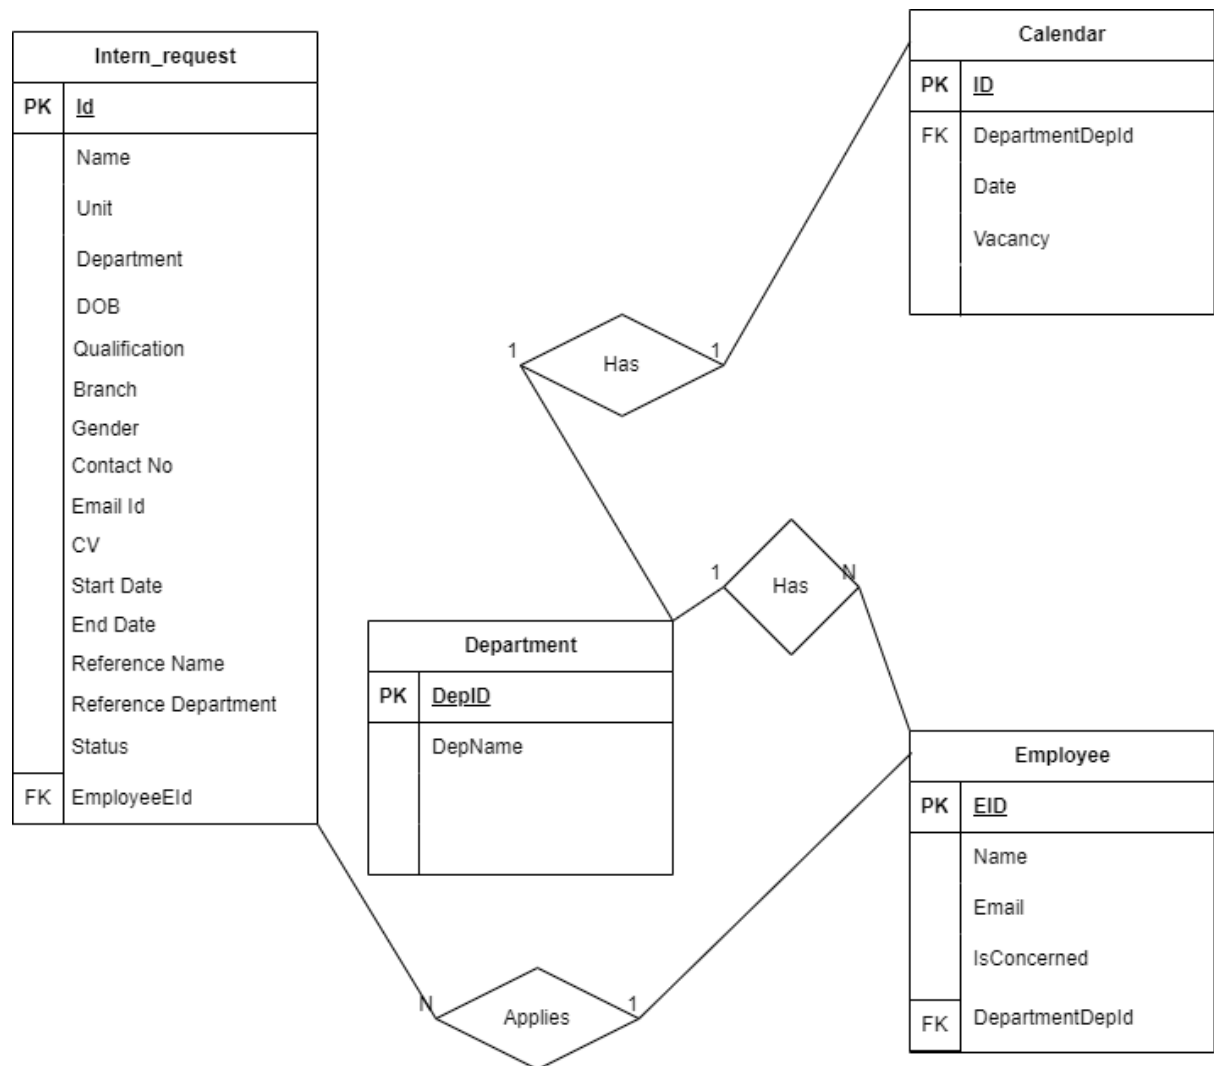 Intern_request
PK Id
Name
Unit
Department
DOB
Qualification
Branch
Gender
Contact No
Email Id
CV
Start Date
End Date
Reference Name
Reference Department
Status
FK EmployeeEId
Calendar
PK ID
FK DepartmentDepId
Date
Vacancy
1 Has 1
1 Has N
Department
PK DepID
DepName
Employee
PK EID
Name
Email
IsConcerned
FK DepartmentDepId
N Applies 1